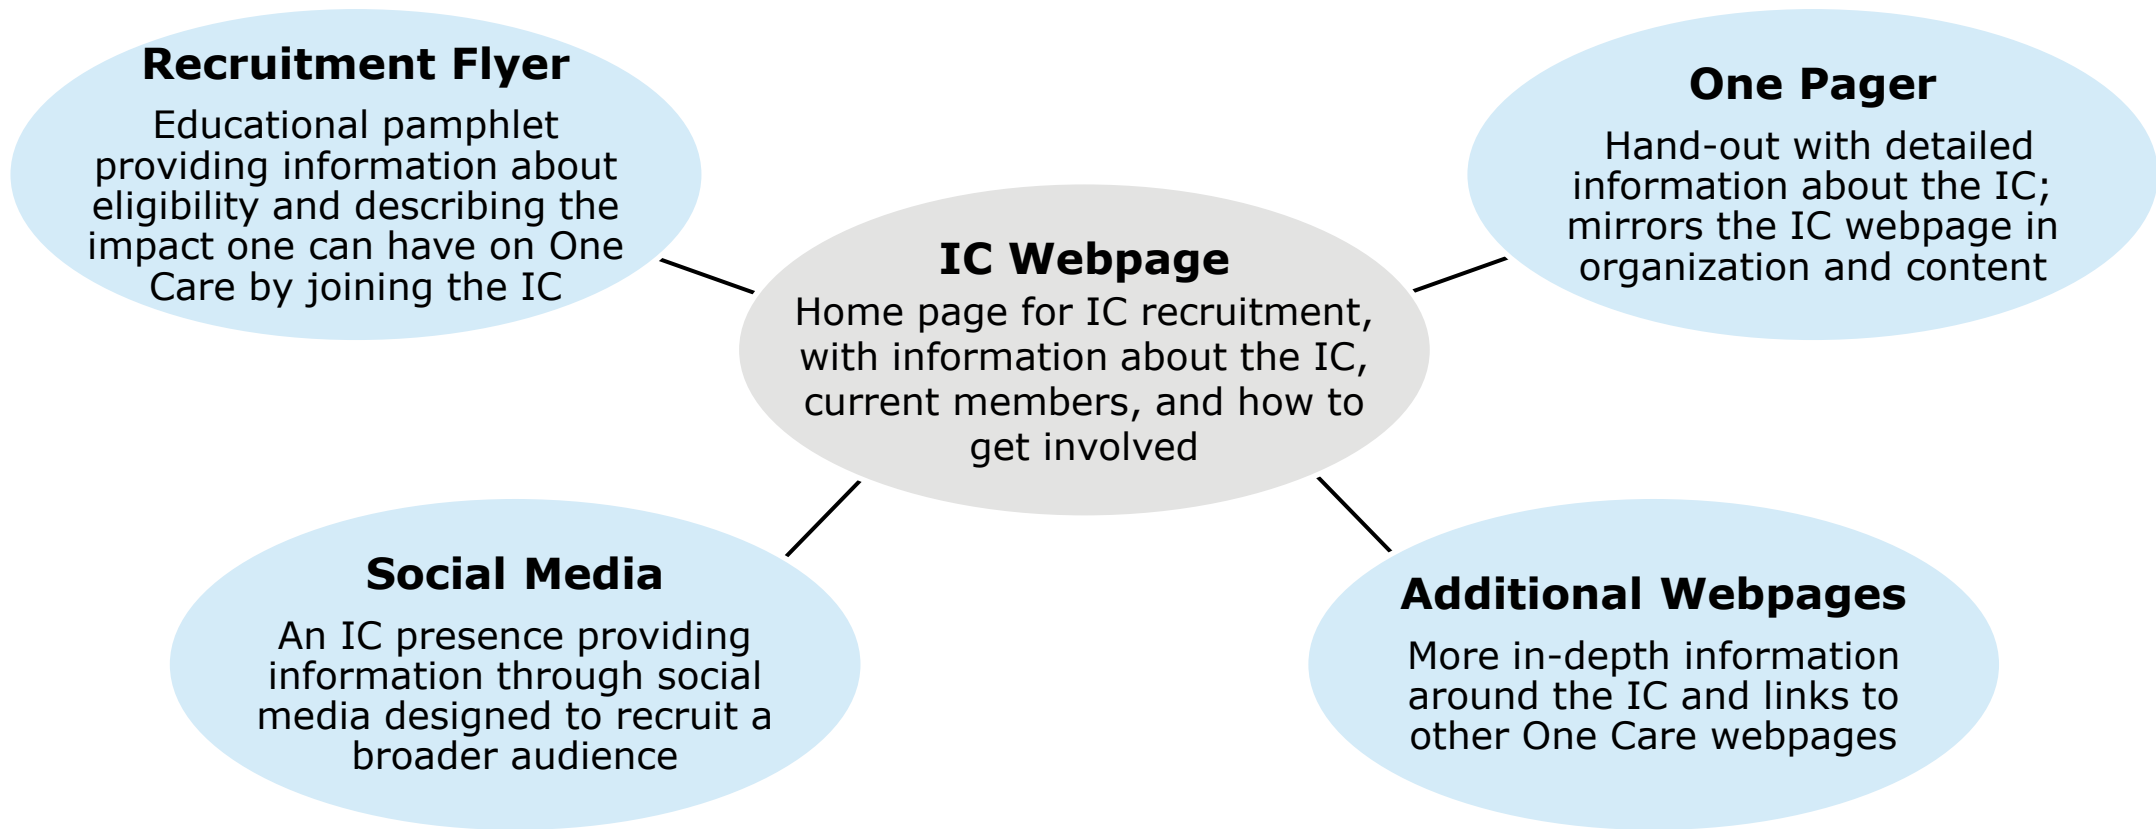 Recruitment Flyer
Educational pamphlet
providing information about
eligibility and describing the
impact one can have on One
Care by joining the IC
One Pager
Hand-out with detailed
information about the IC;
mirrors the IC webpage in
organization and content
IC Webpage
Home page for IC recruitment,
with information about the IC,
current members, and how to
get involved
Social Media
An IC presence providing
information through social
media designed to recruit a
broader audience
Additional Webpages
More in-depth information
around the IC and links to
other One Care webpages